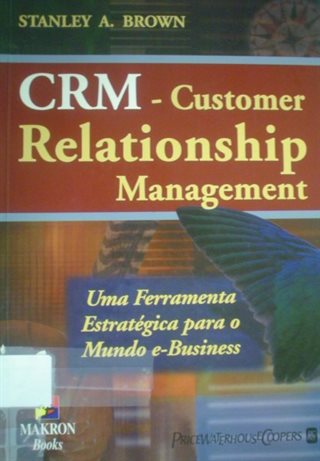 STANLEY A. BROWN
CRM - Customer
Relationship
Management
Uma Ferramenta
Estratégica para o
Mundo e-Business
MAKRON
Books
PRICEWATERHOUSECOOPERS